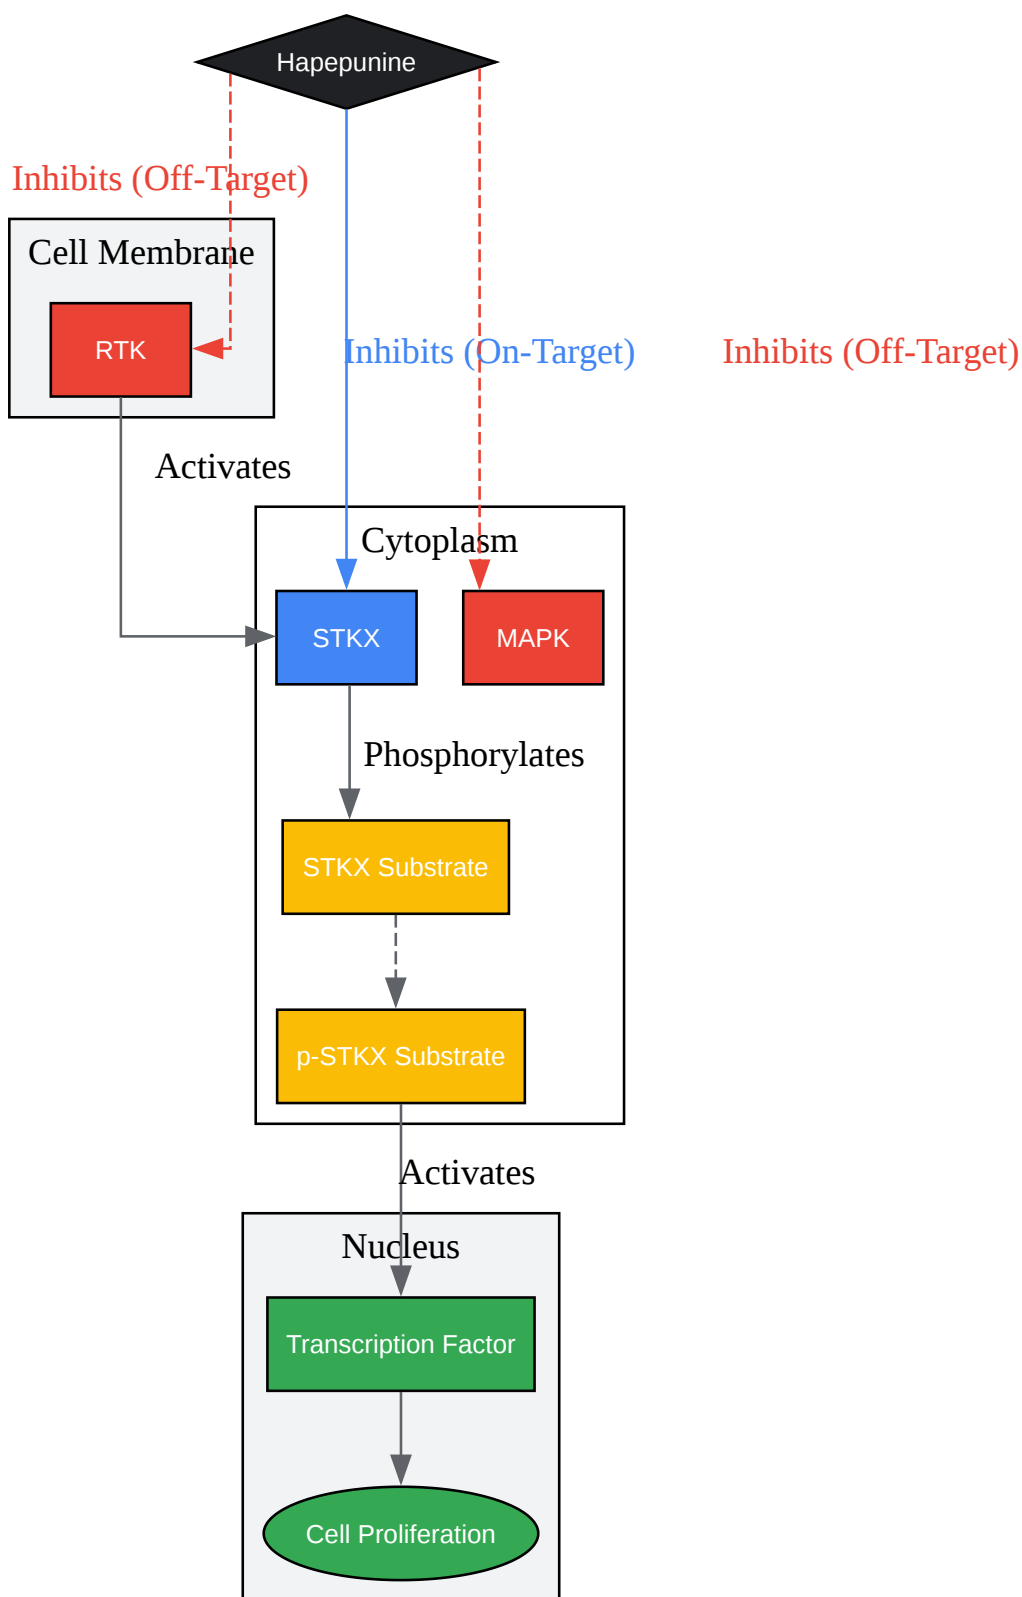 Hapepunine
Inhibits (Off-Target)
Cell Membrane
RTK
Inhibits (On-Target)
Inhibits (Off-Target)
Activates
Cytoplasm
STKX
MAPK
Phosphorylates
STKX Substrate
p-STKX Substrate
Activates
Nucleus
Transcription Factor
Cell Proliferation